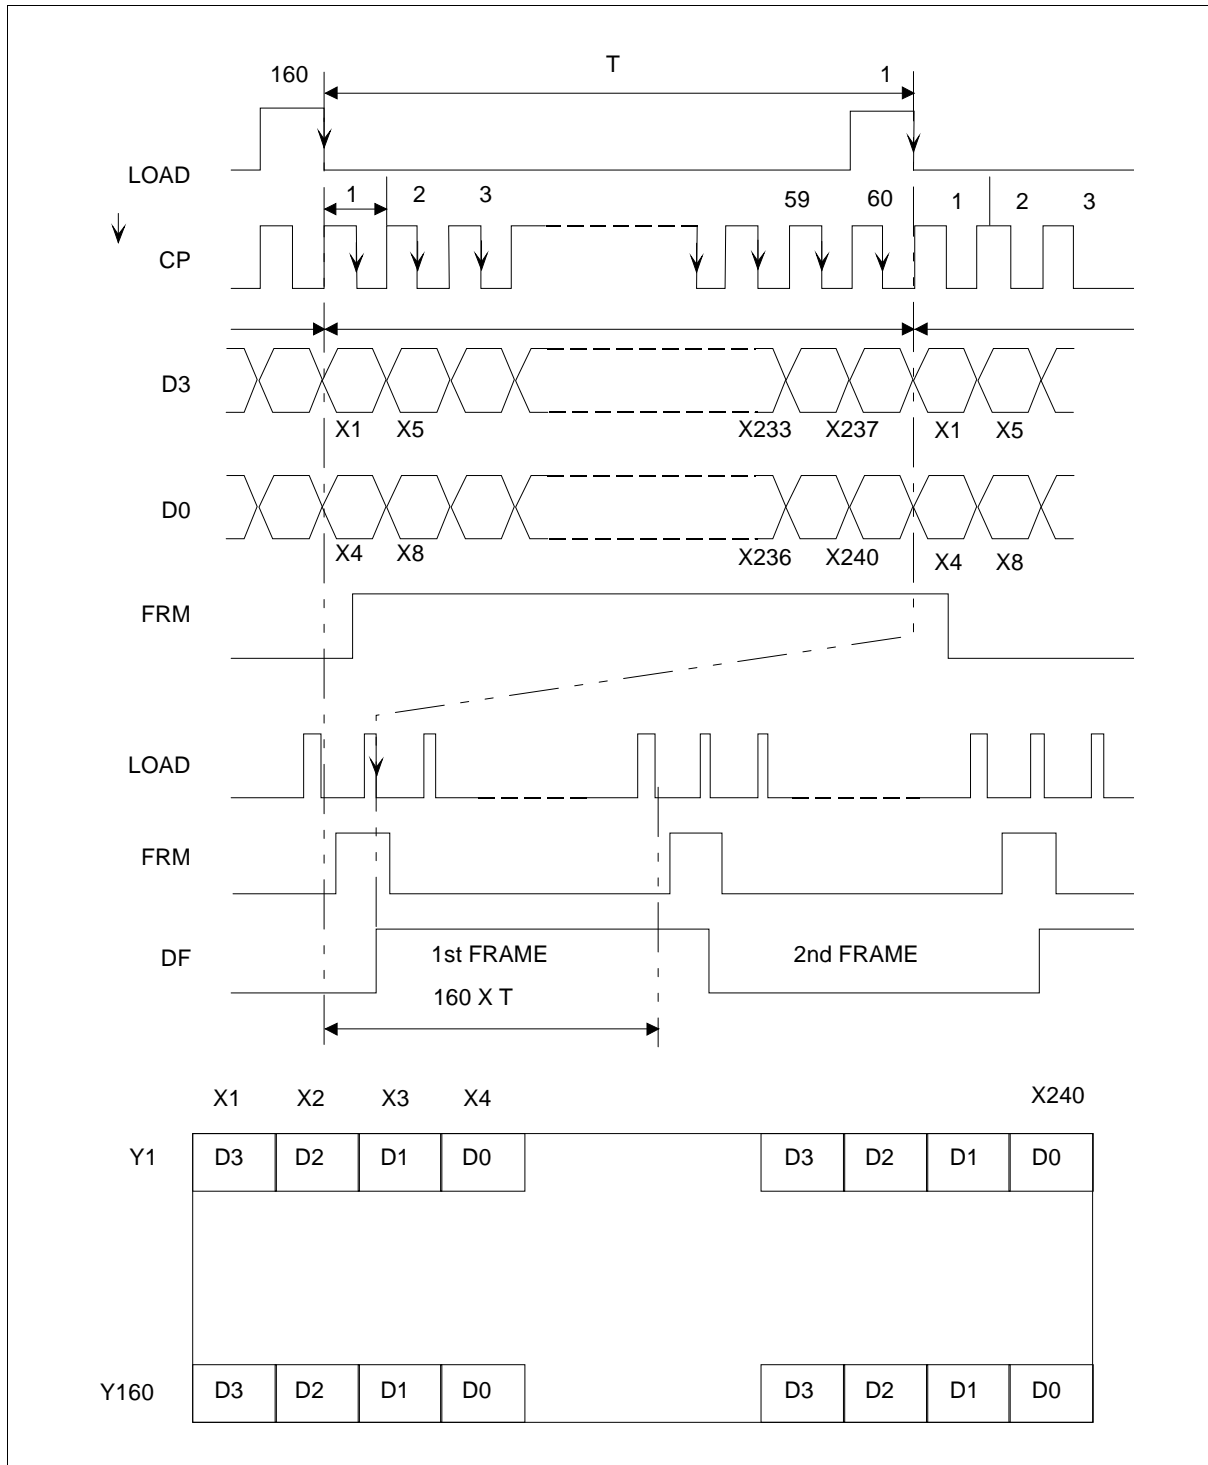 160 T 1
LOAD
1 2 3 59 60 1 2 3
CP
D3
X1 X5 X233 X237 X1 X5
D0
X4 X8 X236 X240 X4 X8
FRM
LOAD
FRM
DF 1st FRAME 2nd FRAME
160 X T
X1 X2 X3 X4 X240
Y1 D3 D2 D1 D0 D3 D2 D1 D0
Y160 D3 D2 D1 D0 D3 D2 D1 D0